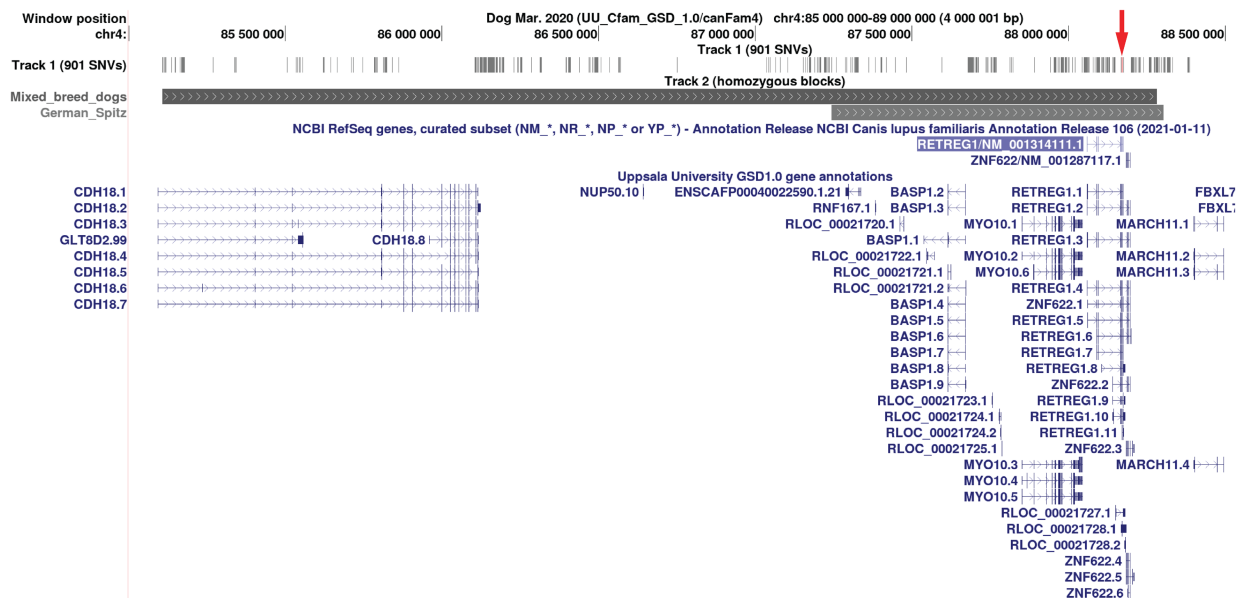 Window position Dog Mar. 2020 (UU_Cfam_GSD_1.0/canFam4) chr4:85 000 000-89 000 000 (4 000 001 bp)
chr4: 85 500 000 86 000 000 86 500 000 87 000 000 87 500 000 88 000 000 88 500 000
Track 1 (901 SNVs)
Track 1 (901 SNVs)
Track 2 (homozygous blocks)
Mixed_breed_dogs
German_Spitz
NCBI RefSeq genes, curated subset (NM_*, NR_*, NP_* or YP_*) - Annotation Release NCBI Canis lupus familiaris Annotation Release 106 (2021-01-11)
RETREG1/NM_001314111.1
ZNF622/NM_001287117.1
Uppsala University GSD1.0 gene annotations
CDH18.1 NUP50.10 ENSCAFP00040022590.1.21 BASP1.2 RETREG1.1 FBXL7
CDH18.2 RNF167.1 BASP1.3 RETREG1.2 FBXL7
CDH18.3 RLOC_00021720.1 MYO10.1 MARCH11.1
GLT8D2.99 CDH18.8 BASP1.1 RETREG1.3
CDH18.4 RLOC_00021722.1 MYO10.2 MARCH11.2
CDH18.5 RLOC_00021721.1 MYO10.6 MARCH11.3
CDH18.6 RLOC_00021721.2 RETREG1.4
CDH18.7 BASP1.4 ZNF622.1
BASP1.5 RETREG1.5
BASP1.6 RETREG1.6
BASP1.7 RETREG1.7
BASP1.8 RETREG1.8
BASP1.9 ZNF622.2
RLOC_00021723.1 RETREG1.9
RLOC_00021724.1 RETREG1.10
RLOC_00021724.2 RETREG1.11
RLOC_00021725.1 ZNF622.3
MYO10.3 MARCH11.4
MYO10.4
MYO10.5
RLOC_00021727.1
RLOC_00021728.1
RLOC_00021728.2
ZNF622.4
ZNF622.5
ZNF622.6